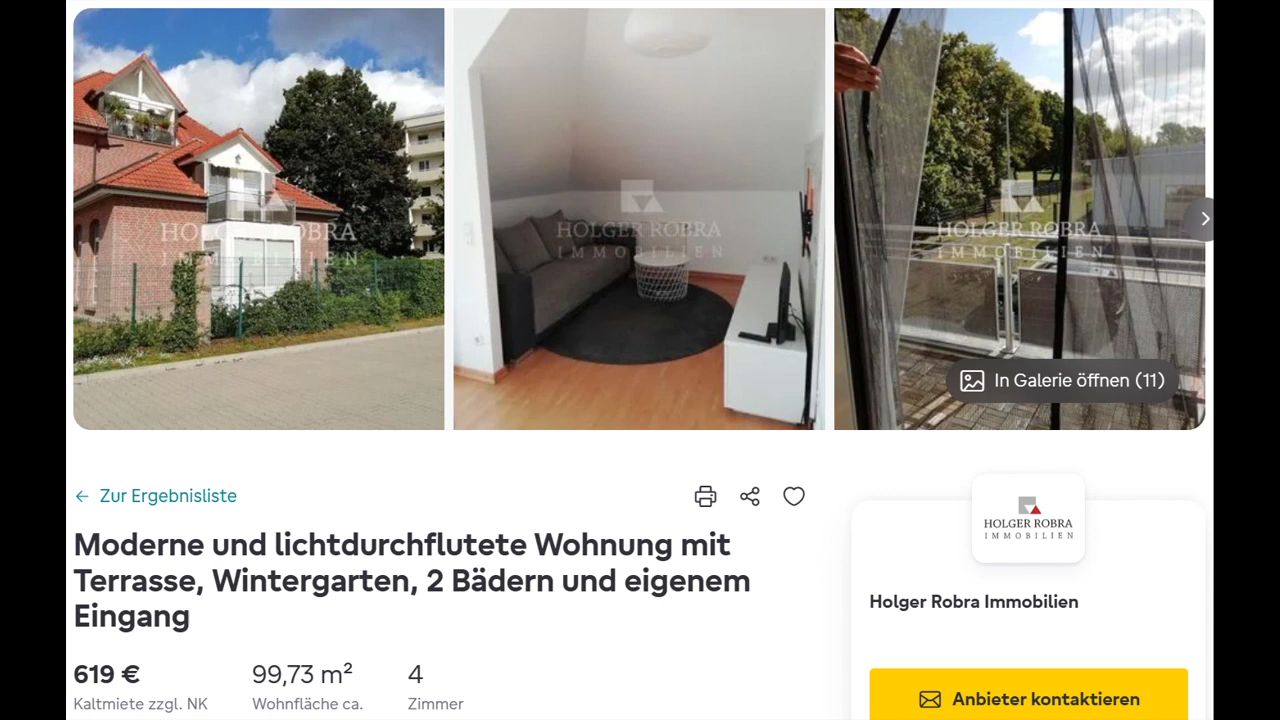 HOLGER ROBRA
IMMOBILIEN
HOLGER ROBRA
IMMOBILIEN
HOLGER ROBRA
IMMOBILIEN
In Galerie öffnen (11)
← Zur Ergebnisliste
HOLGER ROBRA
IMMOBILIEN
Moderne und lichtdurchflutete Wohnung mit
Terrasse, Wintergarten, 2 Bädern und eigenem
Eingang
Holger Robra Immobilien
619 € 99,73 m² 4
Kaltmiete zzgl. NK Wohnfläche ca. Zimmer
Anbieter kontaktieren